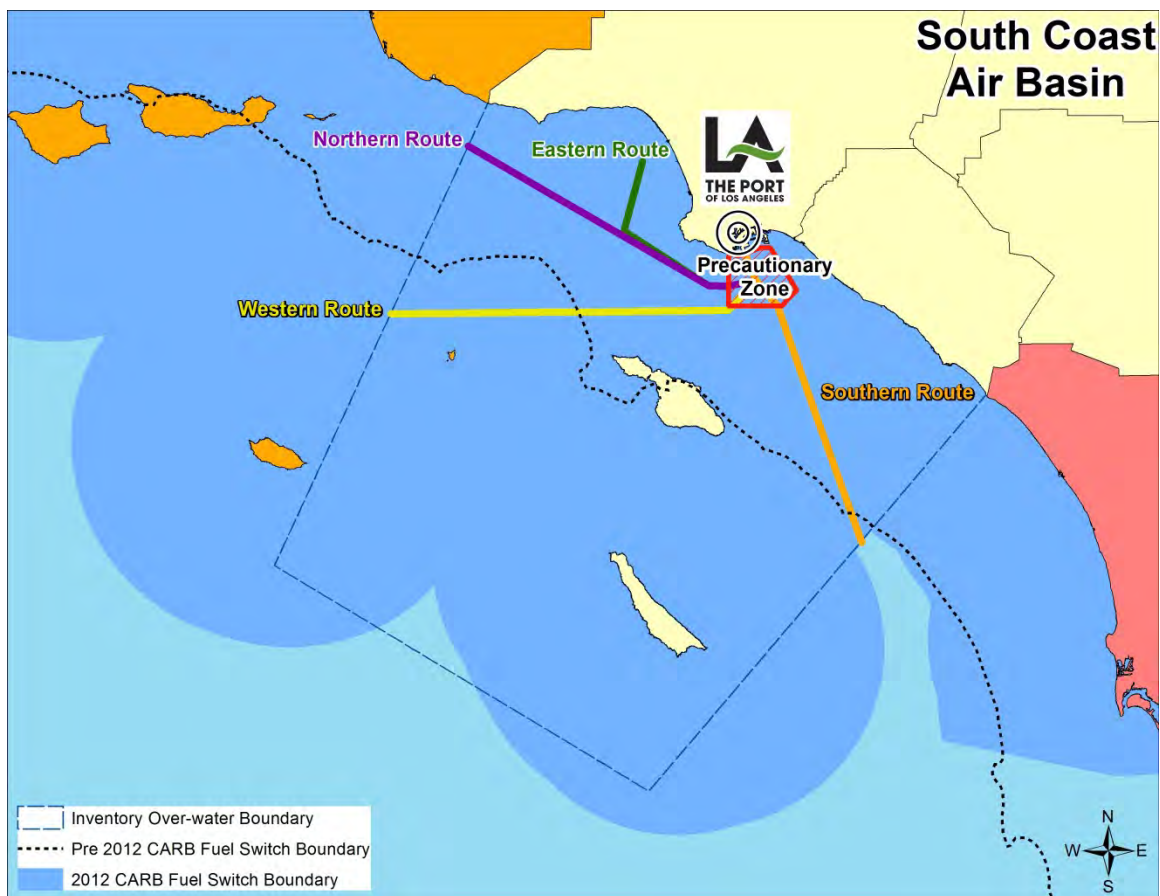 South Coast
Air Basin
Northern Route
Eastern Route
LA
THE PORT
OF LOS ANGELES
Precautionary
Zone
Western Route
Southern Route
Inventory Over-water Boundary
Pre 2012 CARB Fuel Switch Boundary
2012 CARB Fuel Switch Boundary
N
W E
S